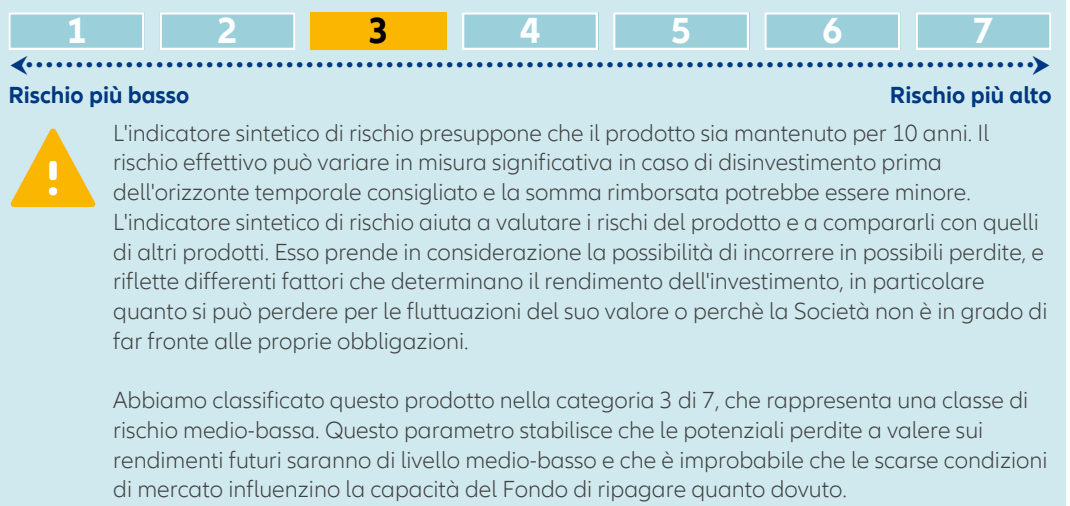 1 2 3 4 5 6 7
Rischio più basso Rischio più alto
L'indicatore sintetico di rischio presuppone che il prodotto sia mantenuto per 10 anni. Il
rischio effettivo può variare in misura significativa in caso di disinvestimento prima
dell'orizzonte temporale consigliato e la somma rimborsata potrebbe essere minore.
L'indicatore sintetico di rischio aiuta a valutare i rischi del prodotto e a compararli con quelli
di altri prodotti. Esso prende in considerazione la possibilità di incorrere in possibili perdite, e
riflette differenti fattori che determinano il rendimento dell'investimento, in particolare
quanto si può perdere per le fluttuazioni del suo valore o perchè la Società non è in grado di
far fronte alle proprie obbligazioni.
Abbiamo classificato questo prodotto nella categoria 3 di 7, che rappresenta una classe di
rischio medio-bassa. Questo parametro stabilisce che le potenziali perdite a valere sui
rendimenti futuri saranno di livello medio-basso e che è improbabile che le scarse condizioni
di mercato influenzino la capacità del Fondo di ripagare quanto dovuto.